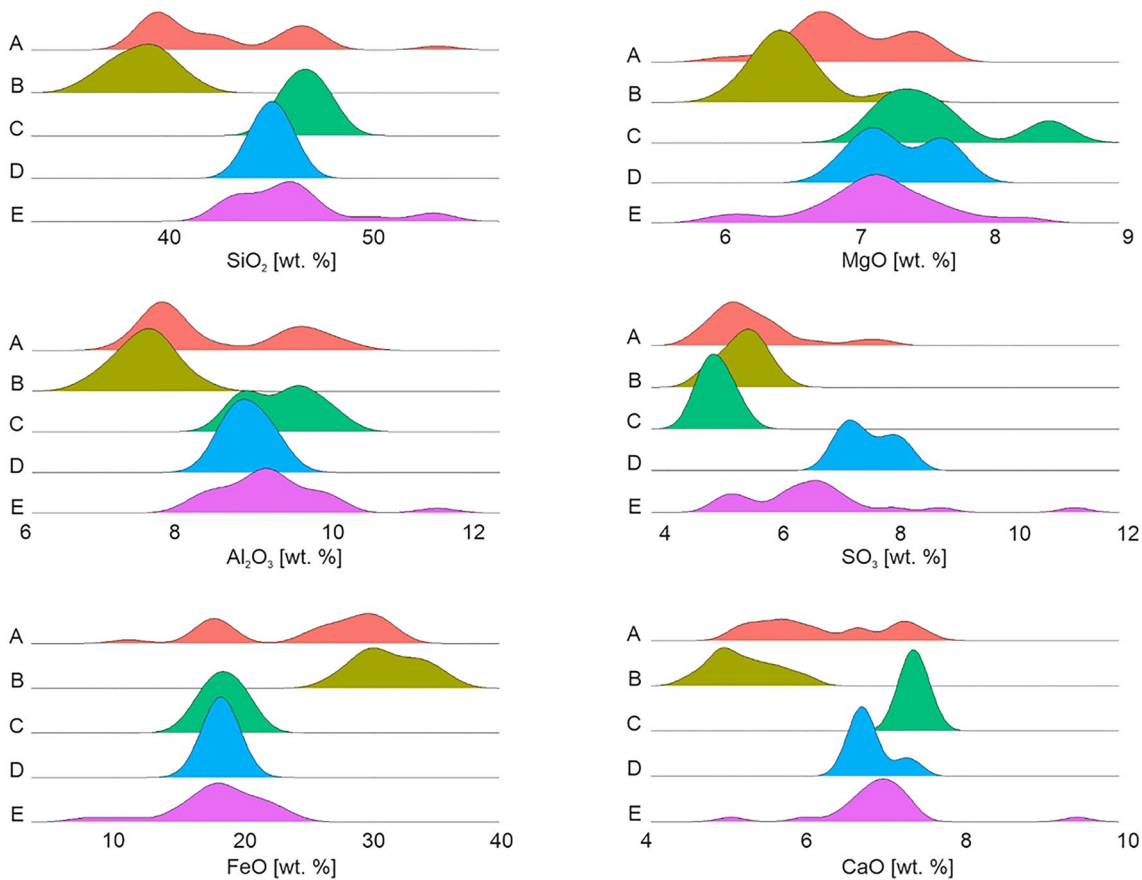 A
B
C
D
E
40 50
SiO₂ [wt. %]
A
B
C
D
E
6 7 8 9
MgO [wt. %]
A
B
C
D
E
6 8 10 12
Al₂O₃ [wt. %]
A
B
C
D
E
4 6 8 10 12
SO₃ [wt. %]
A
B
C
D
E
10 20 30 40
FeO [wt. %]
A
B
C
D
E
4 6 8 10
CaO [wt. %]